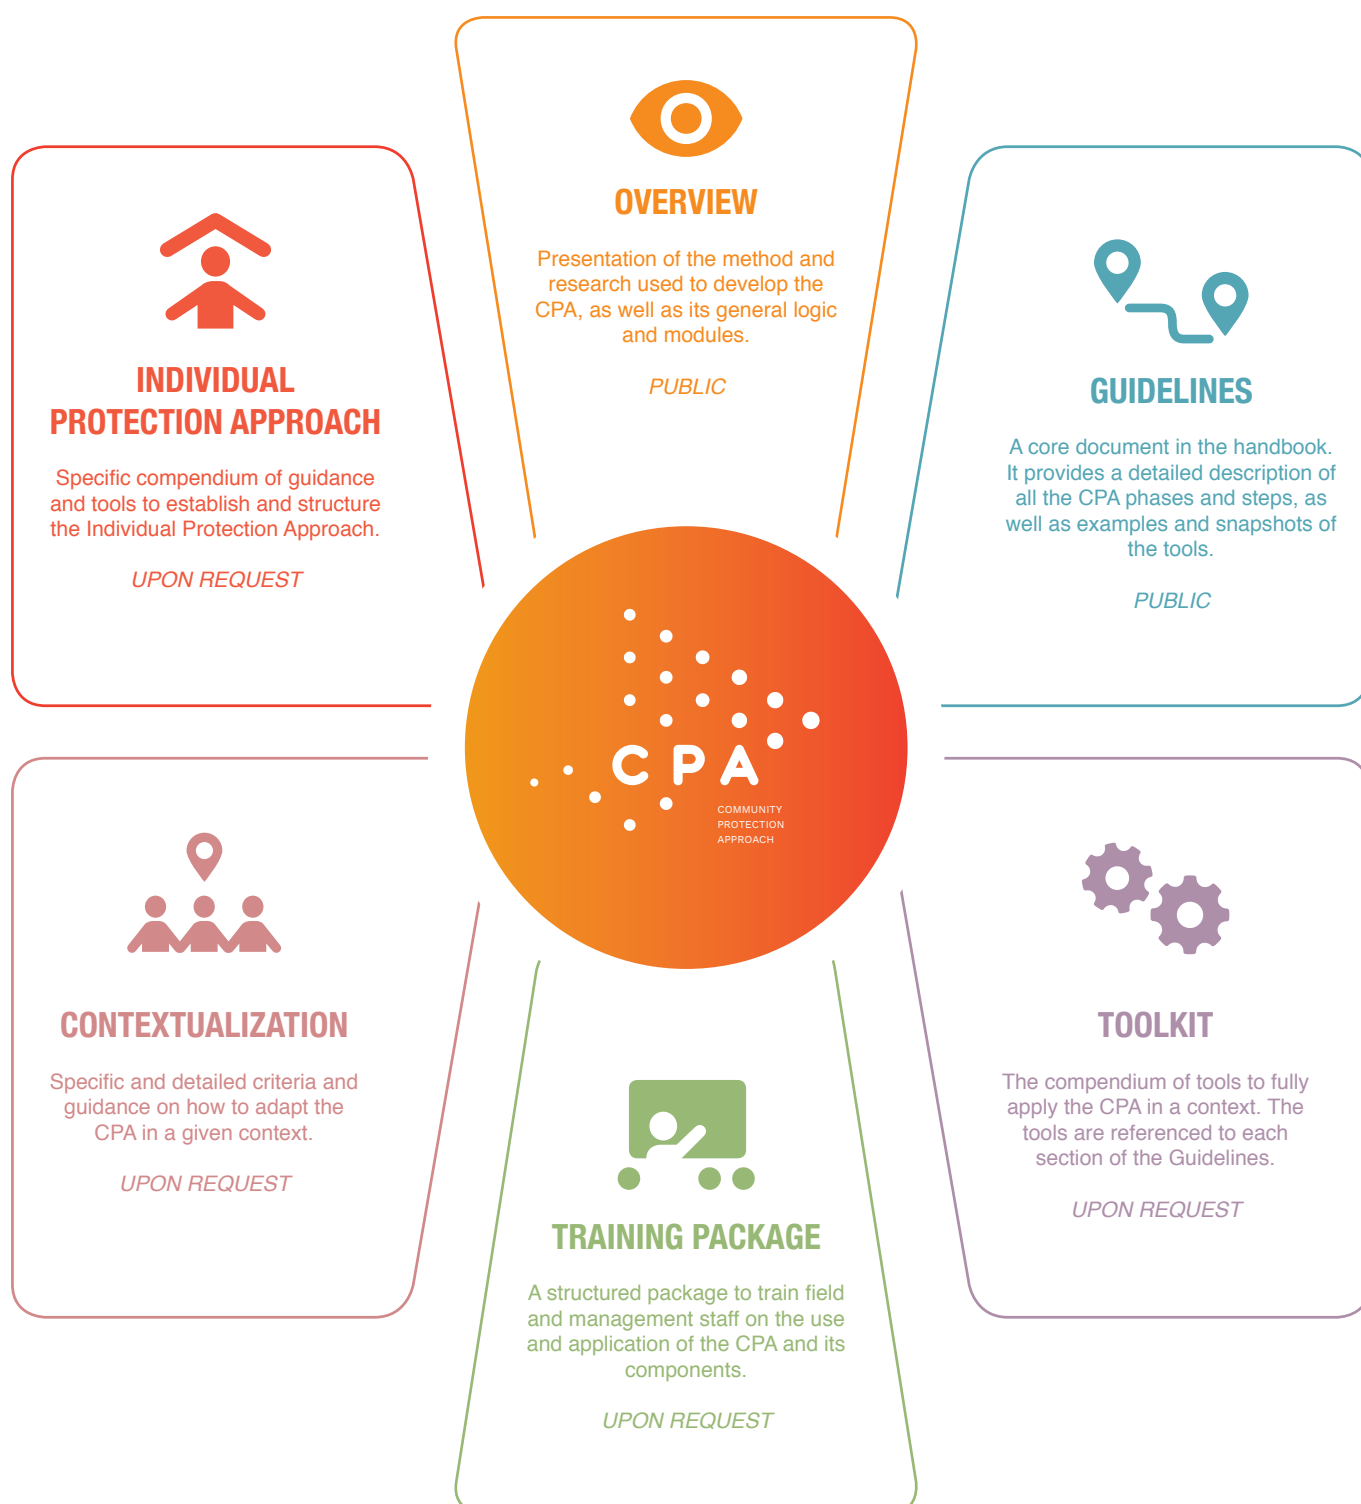 OVERVIEW
Presentation of the method and
research used to develop the
CPA, as well as its general logic
and modules.
PUBLIC
INDIVIDUAL
PROTECTION APPROACH
Specific compendium of guidance
and tools to establish and structure
the Individual Protection Approach.
UPON REQUEST
GUIDELINES
A core document in the handbook.
It provides a detailed description of
all the CPA phases and steps, as
well as examples and snapshots of
the tools.
PUBLIC
CPA
COMMUNITY
PROTECTION
APPROACH
CONTEXTUALIZATION
Specific and detailed criteria and
guidance on how to adapt the
CPA in a given context.
UPON REQUEST
TOOLKIT
The compendium of tools to fully
apply the CPA in a context. The
tools are referenced to each
section of the Guidelines.
UPON REQUEST
TRAINING PACKAGE
A structured package to train field
and management staff on the use
and application of the CPA and its
components.
UPON REQUEST